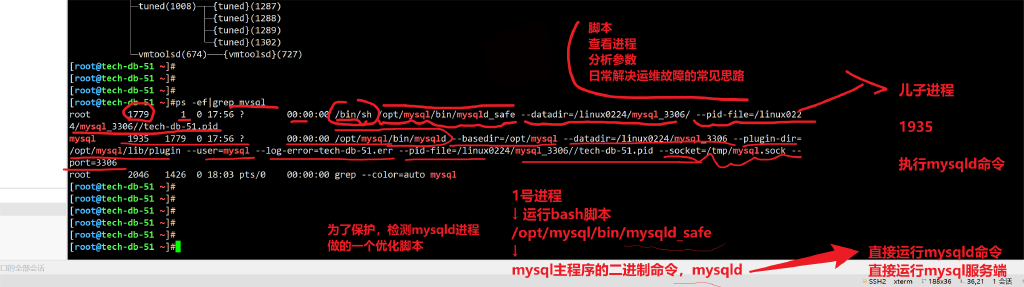 ├─tuned(1008)─┬─{tuned}(1287)
├─{tuned}(1288)
├─{tuned}(1289)
└─{tuned}(1302)
└─vmtoolsd(674)───{vmtoolsd}(727)
[root@tech-db-51 ~]#
[root@tech-db-51 ~]#
[root@tech-db-51 ~]#
[root@tech-db-51 ~]#ps -ef|grep mysql
root 1779 1 0 17:56 ? 00:00:00 /bin/sh /opt/mysql/bin/mysqld_safe --datadir=/linux0224/mysql_3306/ --pid-file=/linux022
4/mysql_3306//tech-db-51.pid
mysql 1935 1779 0 17:56 ? 00:00:00 /opt/mysql/bin/mysqld --basedir=/opt/mysql --datadir=/linux0224/mysql_3306 --plugin-dir=
/opt/mysql/lib/plugin --user=mysql --log-error=tech-db-51.err --pid-file=/linux0224/mysql_3306//tech-db-51.pid --socket=/tmp/mysql.sock --
port=3306
root 2046 1426 0 18:03 pts/0 00:00:00 grep --color=auto mysql
[root@tech-db-51 ~]#
[root@tech-db-51 ~]#
[root@tech-db-51 ~]#
[root@tech-db-51 ~]#
[root@tech-db-51 ~]#
[root@tech-db-51 ~]#
脚本
查看进程
分析参数
日常解决运维故障的常见思路
儿子进程
1935
执行mysqld命令
为了保护，检测mysqld进程
做的一个优化脚本
1号进程
↓运行bash脚本
/opt/mysql/bin/mysqld_safe
↓
mysql主程序的二进制命令，mysqld
直接运行mysqld命令
直接运行mysql服务端
口的全部会话
SSH2 xterm 188x36 36,21 1 会话